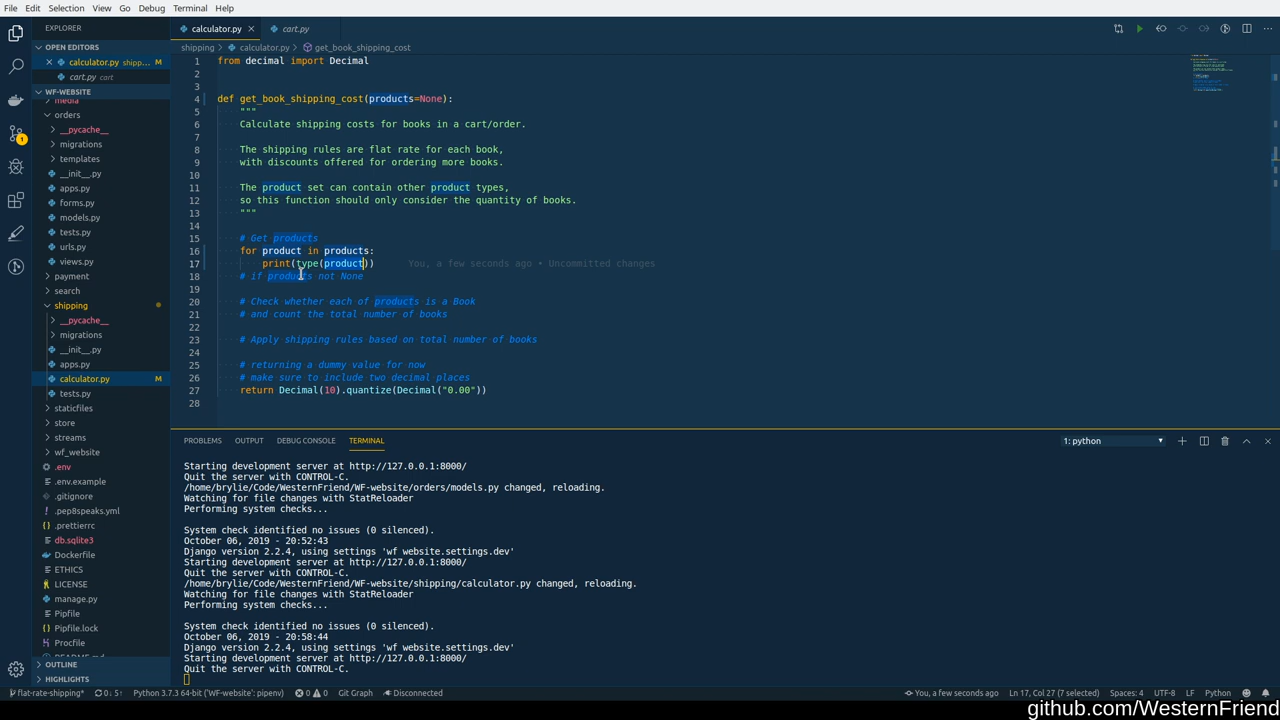 File Edit Selection View Go Debug Terminal Help
EXPLORER
OPEN EDITORS
calculator.py shipp... M
cart.py cart
WF-WEBSITE
media
orders
__pycache__
migrations
templates
__init__.py
apps.py
forms.py
models.py
tests.py
urls.py
views.py
payment
search
shipping
__pycache__
migrations
__init__.py
apps.py
calculator.py M
tests.py
staticfiles
store
streams
wf_website
.env
.env.example
.gitignore
.pep8speaks.yml
.prettierrc
db.sqlite3
Dockerfile
ETHICS
LICENSE
manage.py
Pipfile
Pipfile.lock
Procfile
README.md
OUTLINE
HIGHLIGHTS
calculator.py cart.py
shipping > calculator.py > get_book_shipping_cost
1 from decimal import Decimal
2
3
4 def get_book_shipping_cost(products=None):
5 """
6 Calculate shipping costs for books in a cart/order.
7
8 The shipping rules are flat rate for each book,
9 with discounts offered for ordering more books.
10
11 The product set can contain other product types,
12 so this function should only consider the quantity of books.
13 """
14
15 # Get products
16 for product in products:
17 print(type(product)) You, a few seconds ago • Uncommitted changes
18 # if products not None
19
20 # Check whether each of products is a Book
21 # and count the total number of books
22
23 # Apply shipping rules based on total number of books
24
25 # returning a dummy value for now
26 # make sure to include two decimal places
27 return Decimal(10).quantize(Decimal("0.00"))
28
PROBLEMS OUTPUT DEBUG CONSOLE TERMINAL 1: python
Starting development server at http://127.0.0.1:8000/
Quit the server with CONTROL-C.
/home/brylie/Code/WesternFriend/WF-website/orders/models.py changed, reloading.
Watching for file changes with StatReloader
Performing system checks...
System check identified no issues (0 silenced).
October 06, 2019 - 20:52:43
Django version 2.2.4, using settings 'wf_website.settings.dev'
Starting development server at http://127.0.0.1:8000/
Quit the server with CONTROL-C.
/home/brylie/Code/WesternFriend/WF-website/shipping/calculator.py changed, reloading.
Watching for file changes with StatReloader
Performing system checks...
System check identified no issues (0 silenced).
October 06, 2019 - 20:58:44
Django version 2.2.4, using settings 'wf_website.settings.dev'
Starting development server at http://127.0.0.1:8000/
Quit the server with CONTROL-C.
flat-rate-shipping* 0↓ 5↑ Python 3.7.3 64-bit ('WF-website': pipenv) 0 0 Git Graph Disconnected You, a few seconds ago Ln 17, Col 27 (7 selected) Spaces: 4 UTF-8 LF Python 1
github.com/WesternFriend